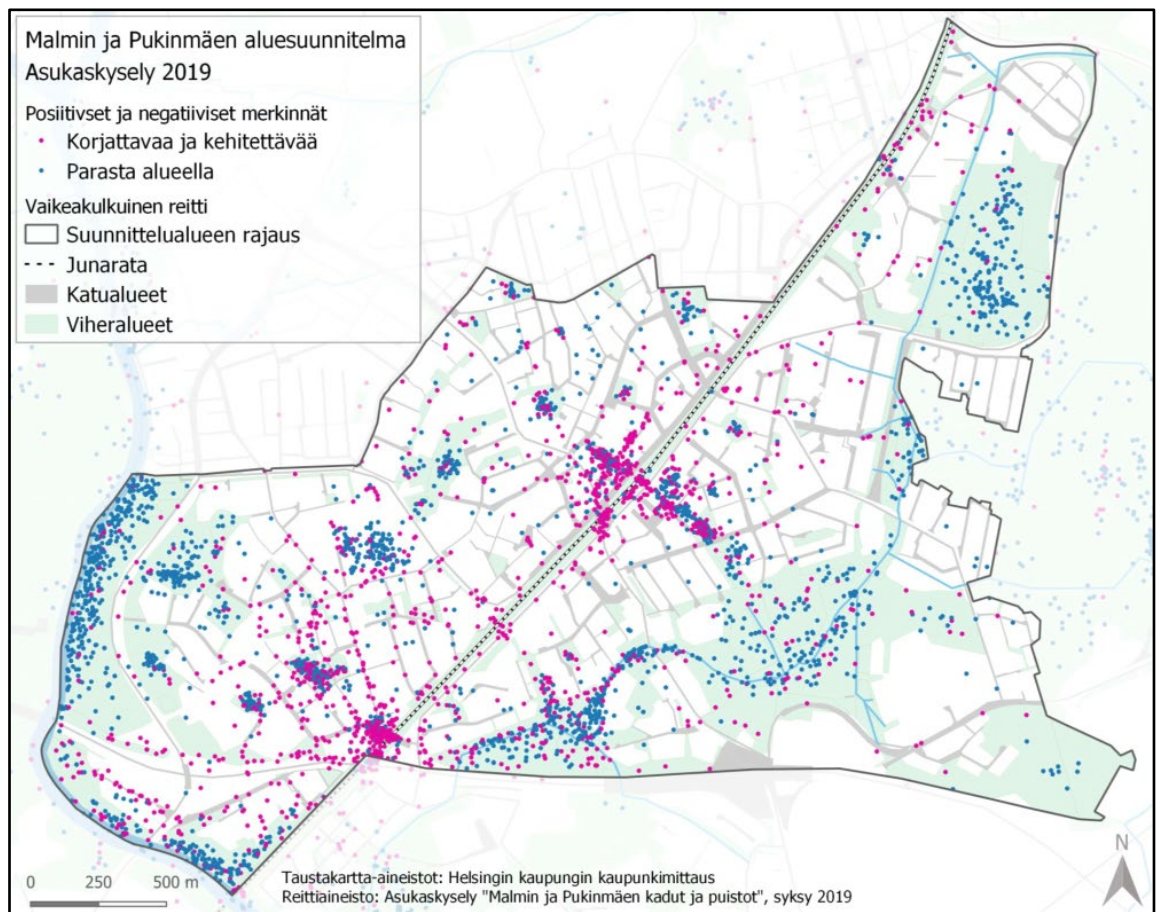 Malmin ja Pukinmäen aluesuunnitelma
Asukaskysely 2019
Posiitivset ja negatiiviset merkinnät
Korjattavaa ja kehitettävää
Parasta alueella
Vaikeakulkuinen reitti
Suunnittelualueen rajaus
Junarata
Katualueet
Viheralueet
N
0 250 500 m
Taustakartta-aineistot: Helsingin kaupungin kaupunkimittaus
Reittiaineisto: Asukaskysely "Malmin ja Pukinmäen kadut ja puistot", syksy 2019